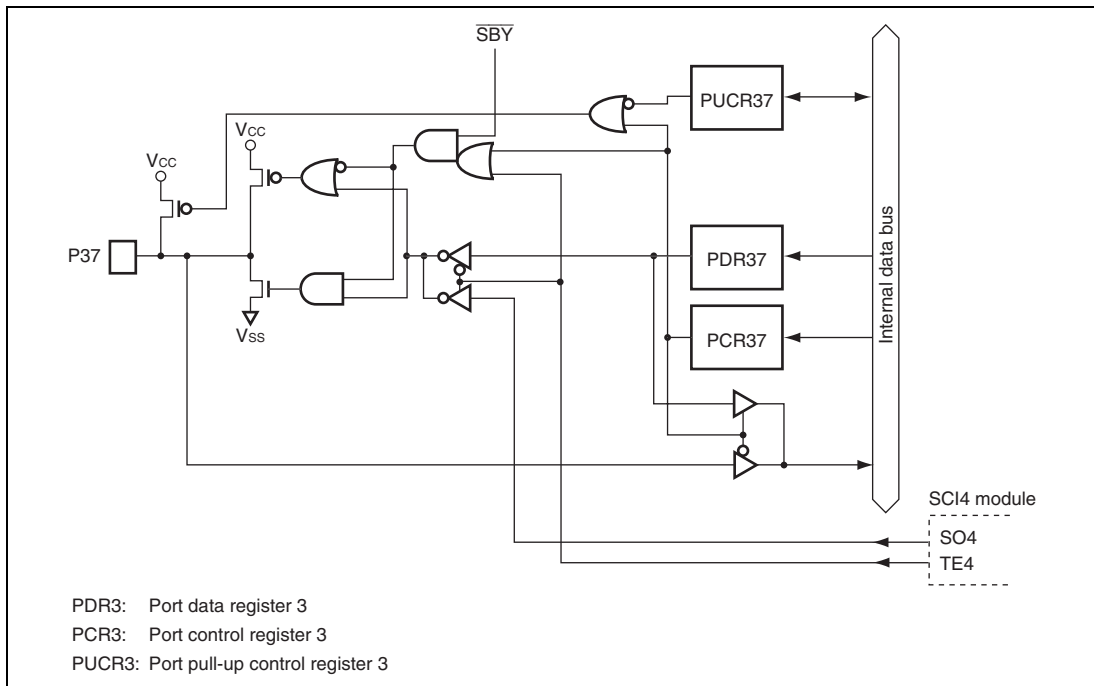 SBY
PUCR37
VCC
VCC
P37
PDR37
Internal data bus
VSS
PCR37
SCI4 module
SO4
TE4
PDR3: Port data register 3
PCR3: Port control register 3
PUCR3: Port pull-up control register 3